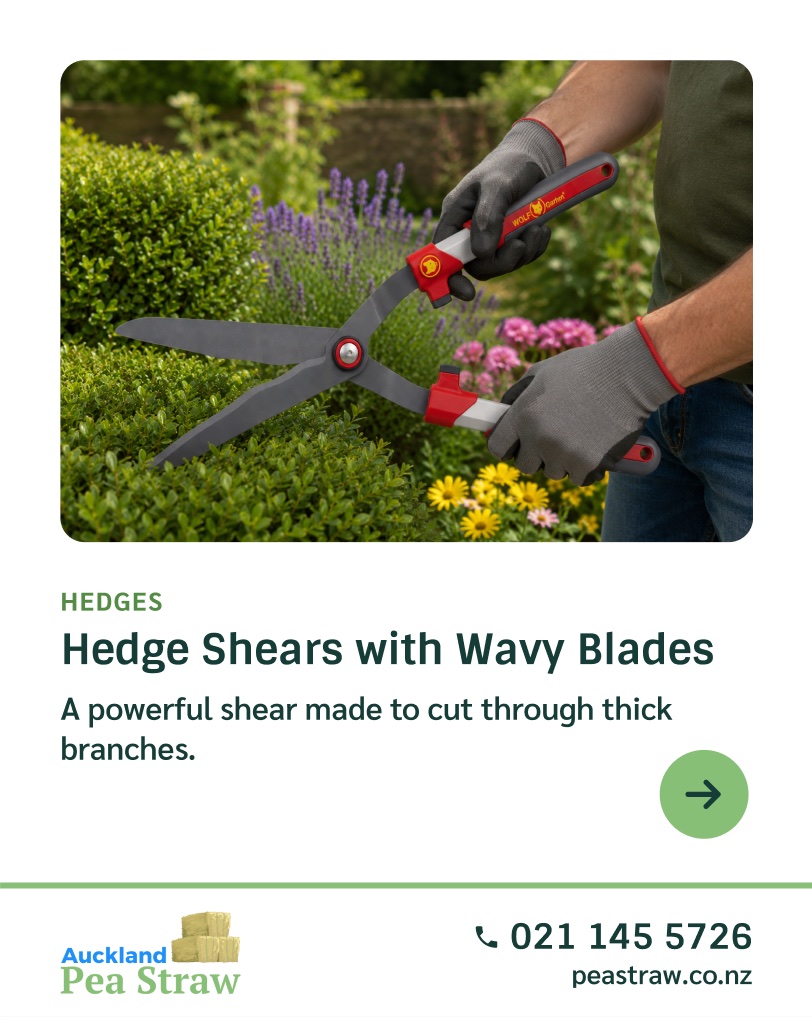 WOLF Garten
HEDGES
Hedge Shears with Wavy Blades
A powerful shear made to cut through thick
branches.
Auckland
Pea Straw
021 145 5726
peastraw.co.nz